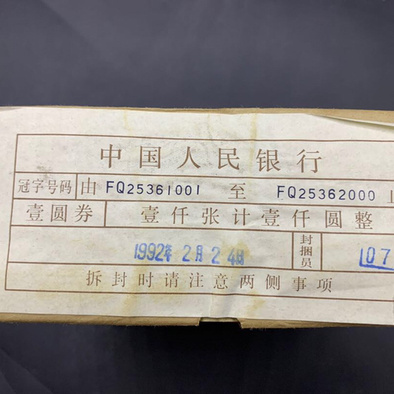 中国人民银行
冠字号码 由 FQ25361001 至 FQ25362000 止
壹圆券 壹仟张计壹仟圆整
1992年 2月 24日 封捆员 107
拆封时请注意两侧事项